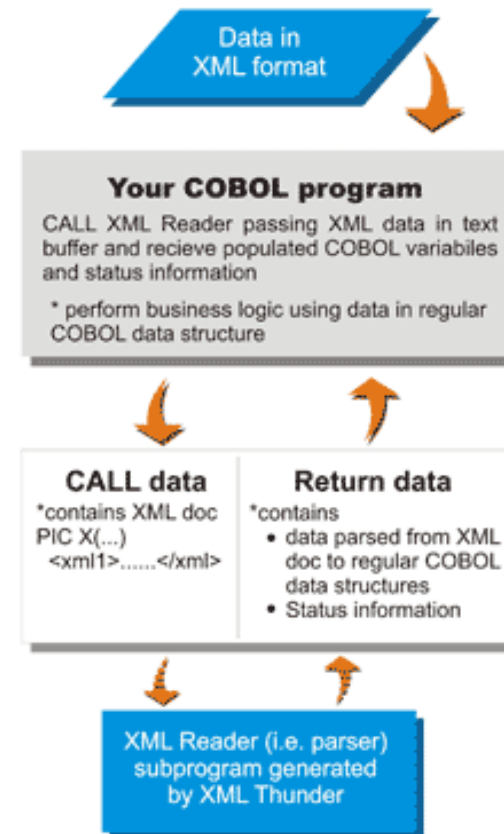 Data in
XML format
Your COBOL program
CALL XML Reader passing XML data in text
buffer and recieve populated COBOL variabiles
and status information
* perform business logic using data in regular
COBOL data structure
CALL data
*contains XML doc
PIC X(...)
<xml1>......</xml>
Return data
*contains
• data parsed from XML
doc to regular COBOL
data structures
• Status information
XML Reader (i.e. parser)
subprogram generated
by XML Thunder